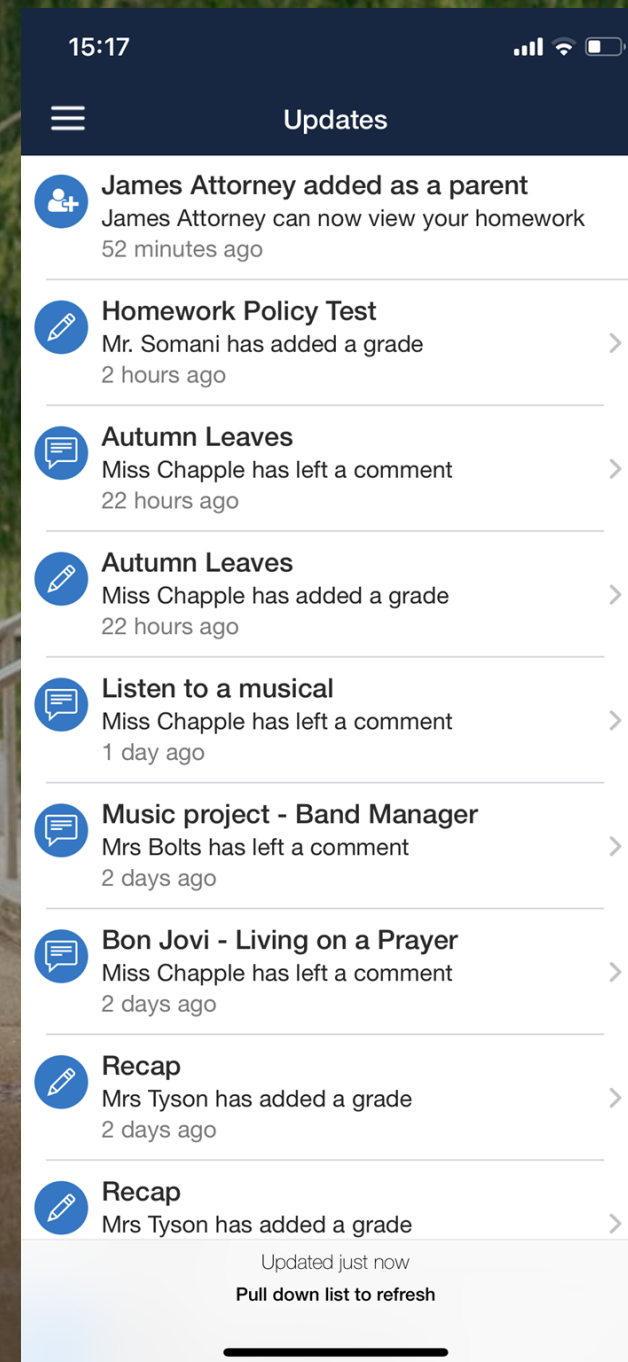 15:17
Updates
James Attorney added as a parent
James Attorney can now view your homework
52 minutes ago
Homework Policy Test
Mr. Somani has added a grade
2 hours ago
Autumn Leaves
Miss Chapple has left a comment
22 hours ago
Autumn Leaves
Miss Chapple has added a grade
22 hours ago
Listen to a musical
Miss Chapple has left a comment
1 day ago
Music project - Band Manager
Mrs Bolts has left a comment
2 days ago
Bon Jovi - Living on a Prayer
Miss Chapple has left a comment
2 days ago
Recap
Mrs Tyson has added a grade
2 days ago
Recap
Mrs Tyson has added a grade
Updated just now
Pull down list to refresh